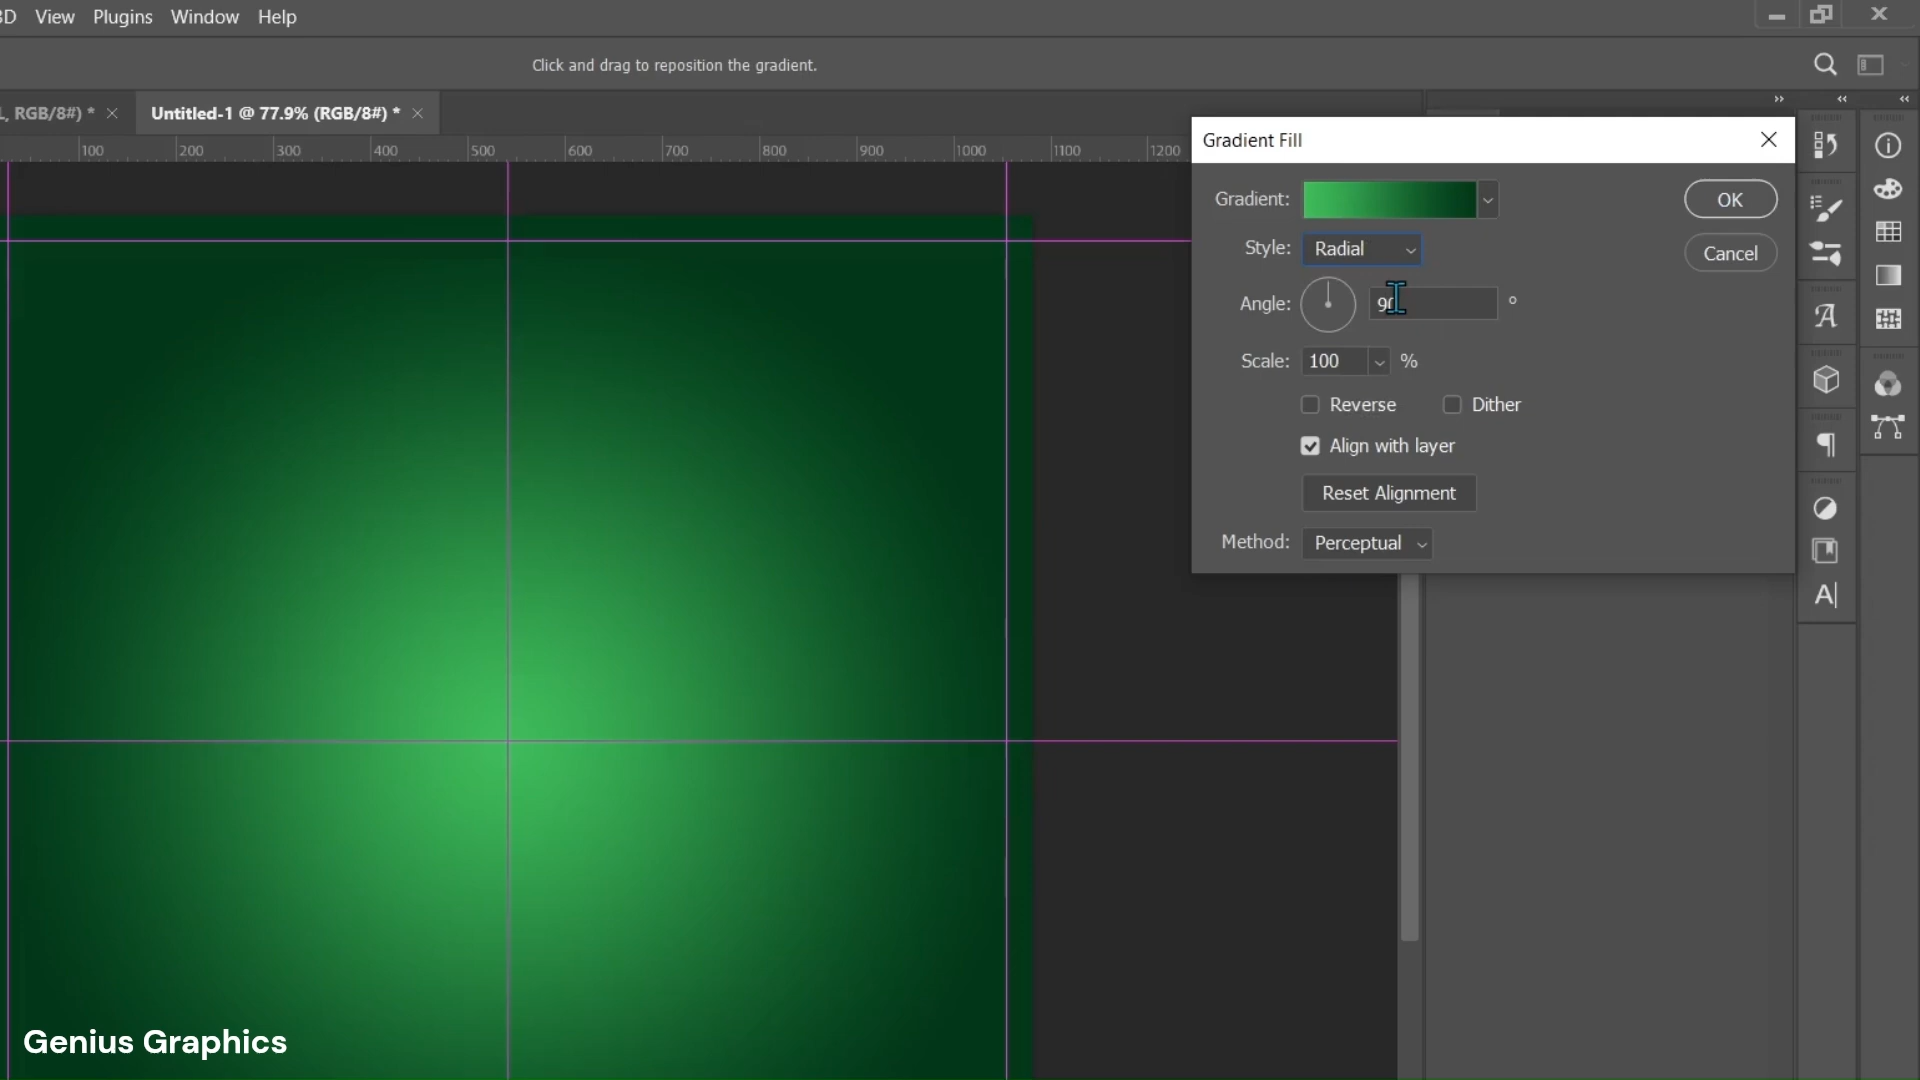 3D View Plugins Window Help
Click and drag to reposition the gradient.
L, RGB/8#) * Untitled-1 @ 77.9% (RGB/8#) *
100 200 300 400 500 600 700 800 900 1000 1100 1200
Gradient Fill
Gradient:
OK
Style: Radial
Cancel
Angle: 90 °
Scale: 100 %
Reverse Dither
Align with layer
Reset Alignment
Method: Perceptual
Genius Graphics